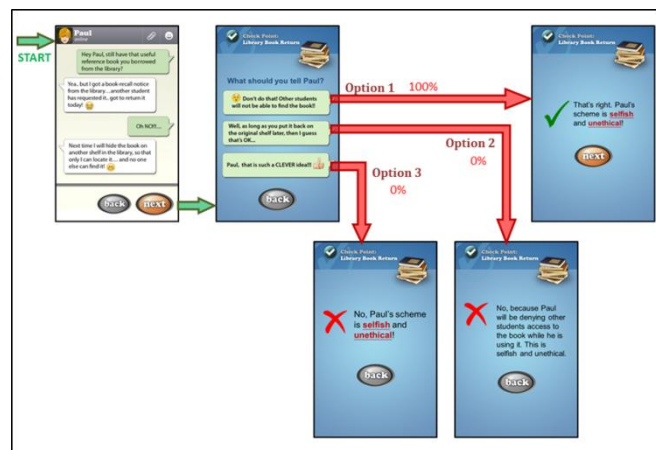 START
Paul
online
Hey Paul, still have that useful
reference book you borrowed
from the library?
Yea, but I got a book recall notice
from the library....another student
has requested it...got to return it
today!
Oh NO!!!....
Next time I will hide the book on
another shelf in the library, so that
only I can locate it.... and no one
else can find it!
back
next
Check Point:
Library Book Return
What should you tell Paul?
Don't do that! Other students
will not be able to find the book!!
Well, as long as you put it back on
the original shelf later, then I guess
that's OK...
Paul, that is such a CLEVER idea!!
back
Option 1 100%
Option 2
0%
Option 3
0%
Check Point:
Library Book Return
That's right. Paul's
scheme is selfish
and unethical!
next
Check Point:
Library Book Return
No, Paul's scheme
is selfish and
unethical!
back
Check Point:
Library Book Return
No, because Paul
will be denying other
students access to
the book while he is
using it. This is
selfish and unethical.
back